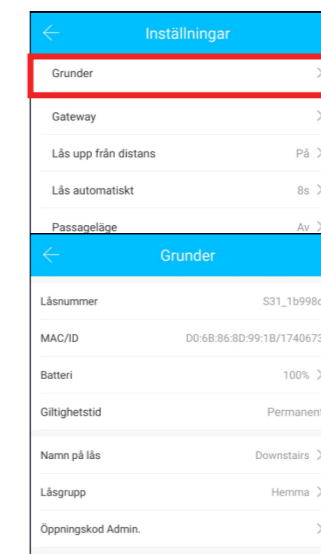 Inställningar
Grunder
Gateway
Lås upp från distans På
Lås automatiskt 8s
Passageläge Av
Grunder
Låsnummer S31_1b998c
MAC/ID D0:6B:86:8D:99:1B/1740673
Batteri 100%
Giltighetstid Permanent
Namn på lås Downstairs
Låsgrupp Hemma
Öppningskod Admin.